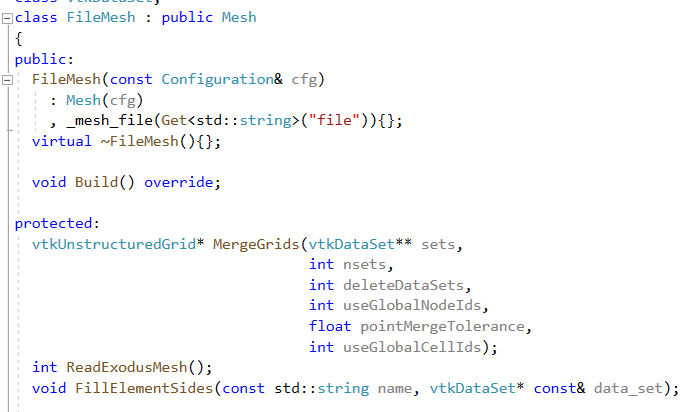 class vtkDataSet;
class FileMesh : public Mesh
{
public:
  FileMesh(const Configuration& cfg)
    : Mesh(cfg)
    , _mesh_file(Get<std::string>("file")){};
  virtual ~FileMesh(){};

  void Build() override;

protected:
  vtkUnstructuredGrid* MergeGrids(vtkDataSet** sets,
                                  int nsets,
                                  int deleteDataSets,
                                  int useGlobalNodeIds,
                                  float pointMergeTolerance,
                                  int useGlobalCellIds);
  int ReadExodusMesh();
  void FillElementSides(const std::string name, vtkDataSet* const& data_set);